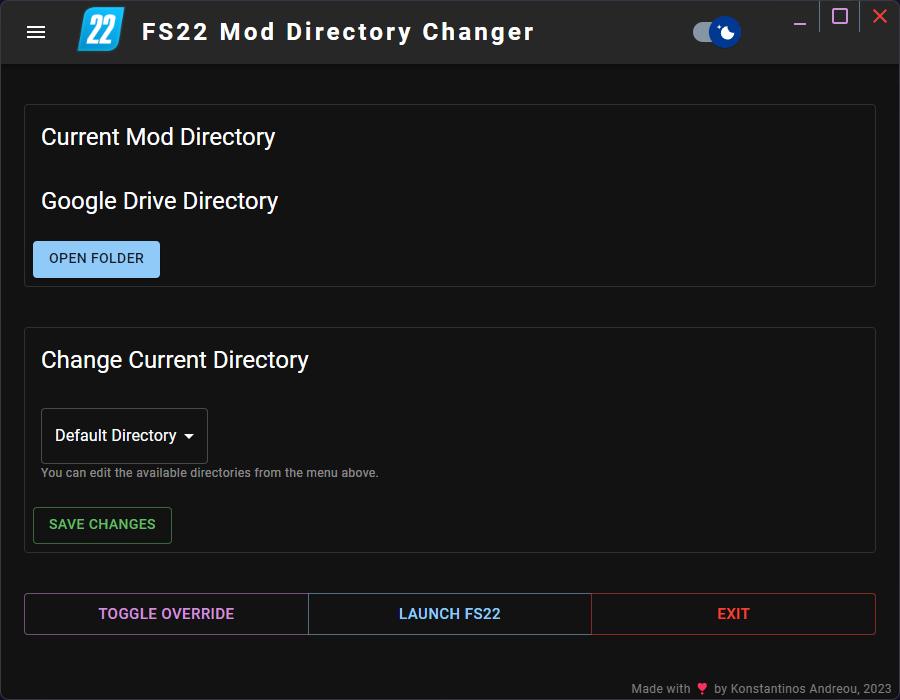 22 FS22 Mod Directory Changer
Current Mod Directory
Google Drive Directory
OPEN FOLDER
Change Current Directory
Default Directory
You can edit the available directories from the menu above.
SAVE CHANGES
TOGGLE OVERRIDE LAUNCH FS22 EXIT
Made with ❤ by Konstantinos Andreou, 2023